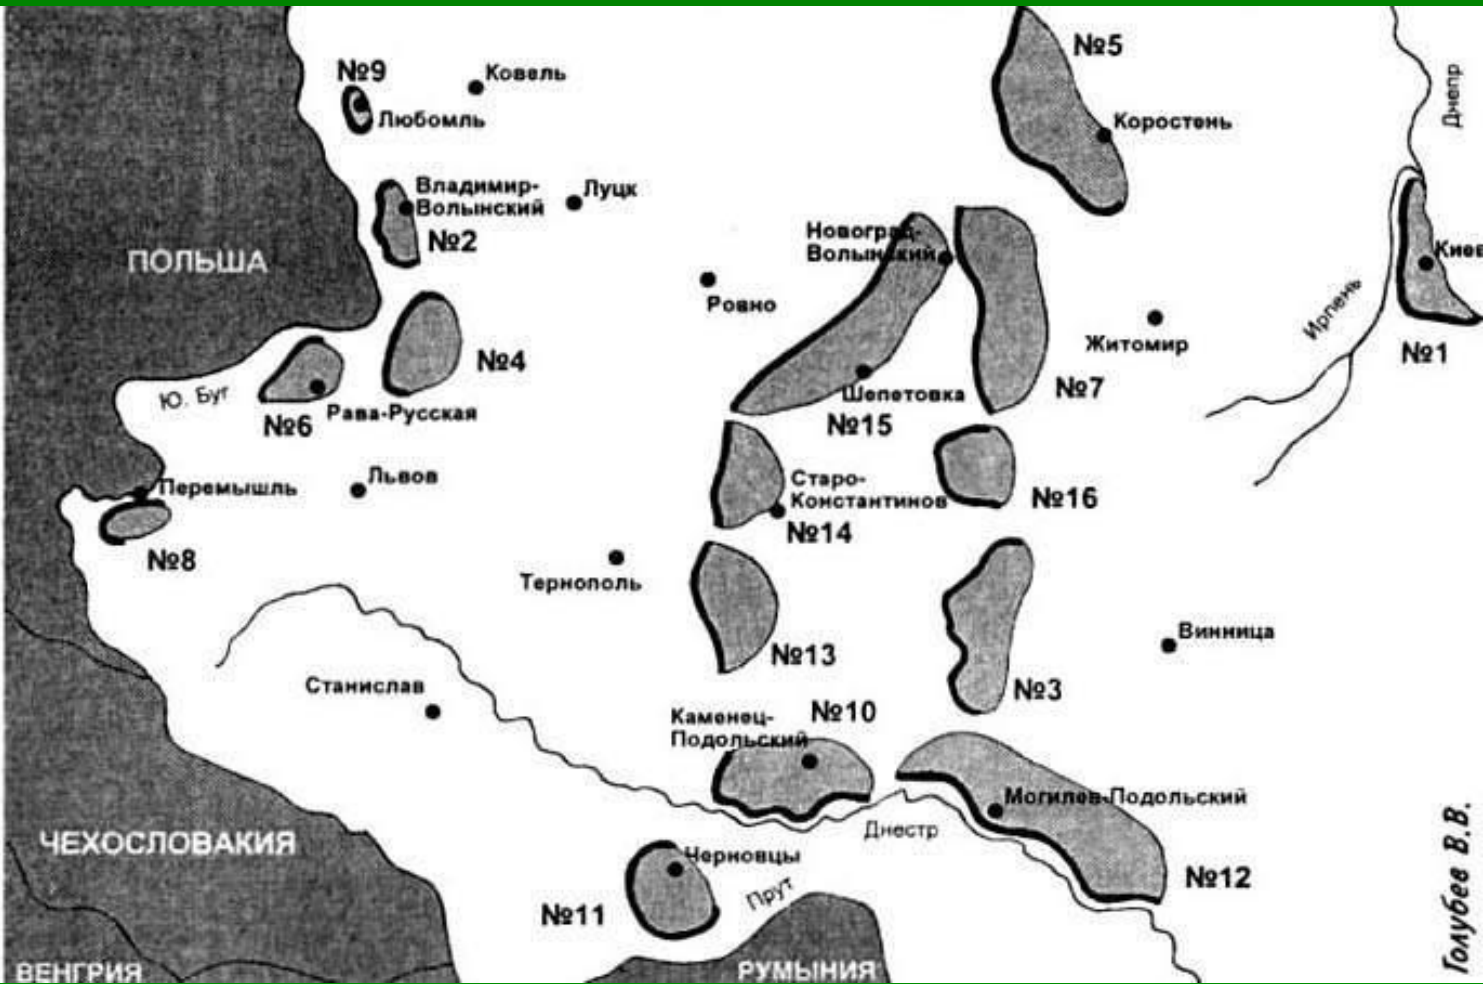 №5
№9
Ковель
Любомль
Днепр
Коростень
Владимир-
Волынский
№2
Луцк
Новоград-
Волынский
ПОЛЬША
Киев
Ровно
Ирпень
Житомир
№1
№4
№7
Ю. Буг
Шепетовка
№6
Рава-Русская
№15
Львов
Перемышль
Старо-
Константинов
№16
№14
№8
Тернополь
Винница
№13
Станислав
№3
Каменец-
Подольский
№10
Могилев-Подольский
Днестр
ЧЕХОСЛОВАКИЯ
Черновцы
Прут
№12
№11
Голубев В.В.
ВЕНГРИЯ
РУМЫНИЯ